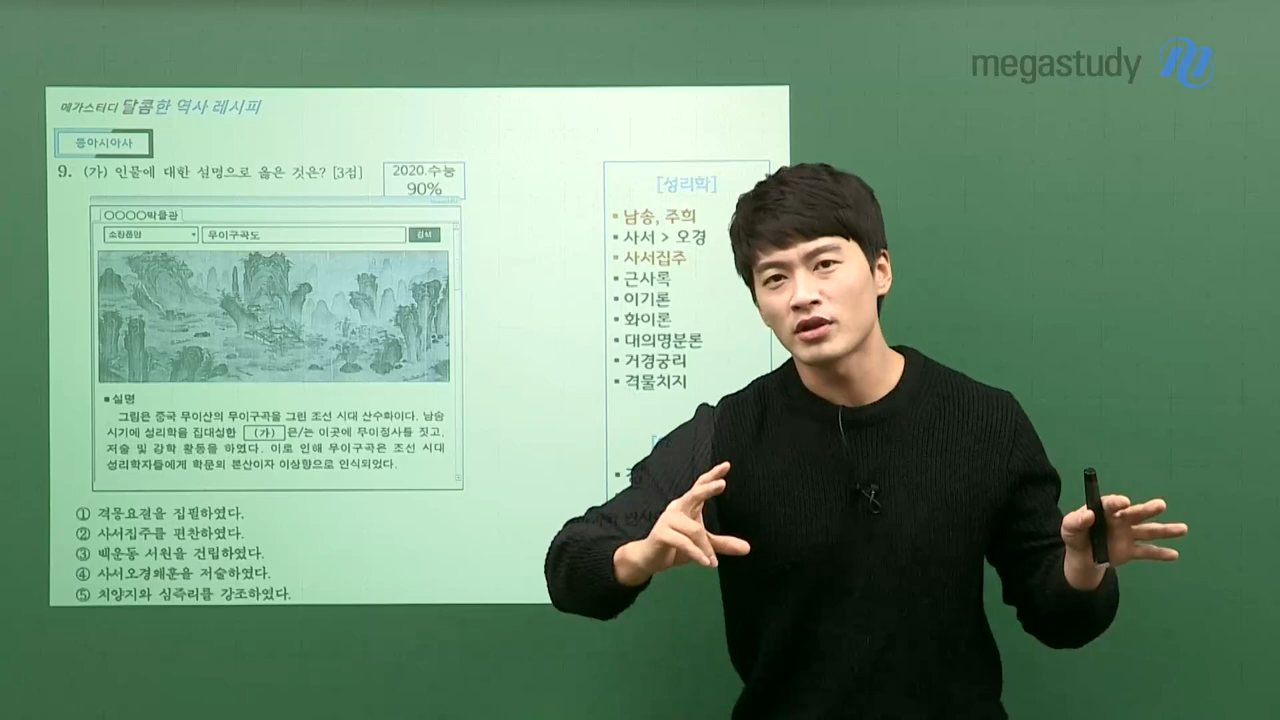 megastudy
메가스터디 달콤한 역사 레시피
동아시아사
9. (가) 인물에 대한 설명으로 옳은 것은? [3점]
2020.수능
90%
○○○○박물관
소장품명 무이구곡도 검색
■ 설명
그림은 중국 무이산의 무이구곡을 그린 조선 시대 산수화이다. 남송
시기에 성리학을 집대성한 (가) 은/는 이곳에 무이정사를 짓고,
저술 및 강학 활동을 하였다. 이로 인해 무이구곡은 조선 시대
성리학자들에게 학문의 본산이자 이상향으로 인식되었다.
① 격몽요결을 집필하였다.
② 사서집주를 편찬하였다.
③ 백운동 서원을 건립하였다.
④ 사서오경왜훈을 저술하였다.
⑤ 치양지와 심즉리를 강조하였다.
[성리학]
▪ 남송, 주희
▪ 사서 > 오경
▪ 사서집주
▪ 근사록
▪ 이기론
▪ 화이론
▪ 대의명분론
▪ 거경궁리
▪ 격물치지